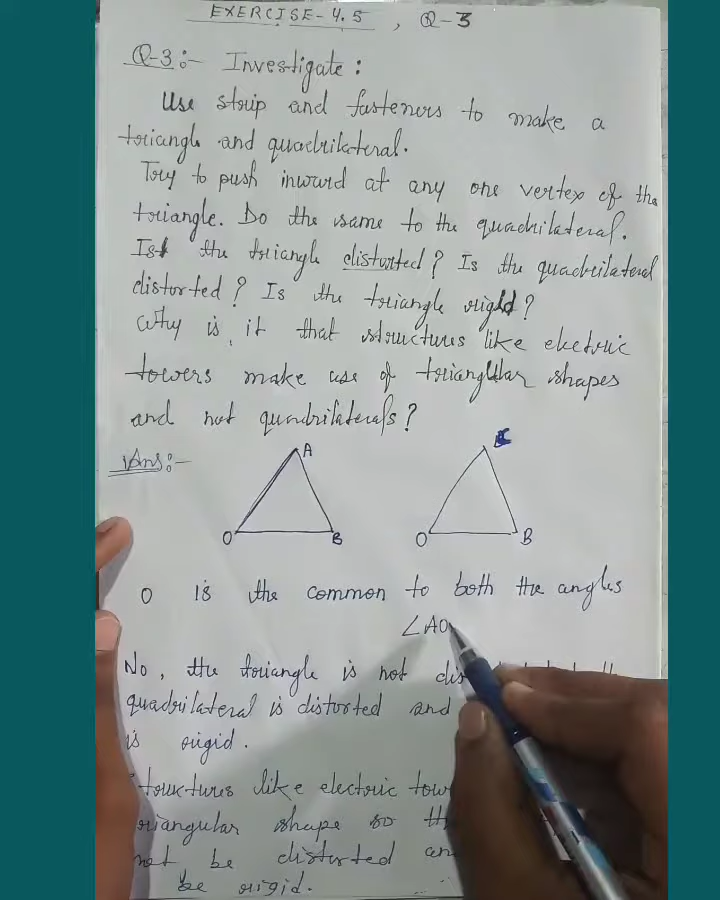 EXERCISE-4.5, Q-3
Q-3:- Investigate:
Use strip and fasteners to make a
triangle and quadrilateral.
Try to push inward at any one vertex of the
triangle. Do the same to the quadrilateral.
Is the triangle distorted? Is the quadrilateral
distorted? Is the triangle rigid?
Why is it that structures like electric
towers make use of triangular shapes
and not quadrilaterals?
Ans:-
A
O B
O B
O is the common to both the angles
∠AO
No, the triangle is not
quadrilateral is distorted and
is rigid.
like electric
shape so
not be distorted
be rigid.